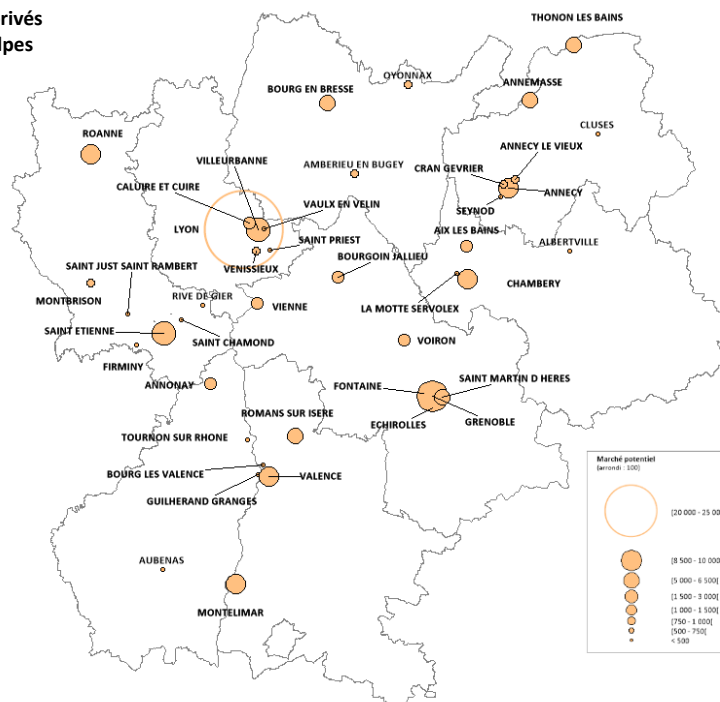 rivés
lpes
THONON LES BAINS
OYONNAX
ANNEMASSE
BOURG EN BRESSE
CLUSES
ROANNE
ANNECY LE VIEUX
VILLEURBANNE
AMBERIEU EN BUGEY
CRAN GEVRIER
CALUIRE ET CUIRE
ANNECY
VAULX EN VELIN
SEYNOD
LYON
AIX LES BAINS
SAINT PRIEST
ALBERTVILLE
BOURGOIN JALLIEU
SAINT JUST SAINT RAMBERT
VENISSIEUX
CHAMBERY
RIVE DE GIER
MONTBRISON
VIENNE
LA MOTTE SERVOLEX
SAINT ETIENNE
SAINT CHAMOND
VOIRON
FIRMINY
ANNONAY
FONTAINE
SAINT MARTIN D HERES
ROMANS SUR ISERE
ECHIROLLES
GRENOBLE
TOURNON SUR RHONE
BOURG LES VALENCE
VALENCE
GUILHERAND GRANGES
AUBENAS
MONTELIMAR
Marché potentiel
(arrondi : 100)
[20 000 - 25 00
[8 500 - 10 000
[5 000 - 6 500[
[1 500 - 3 000[
[1 000 - 1 500[
[750 - 1 000[
[500 - 750[
< 500